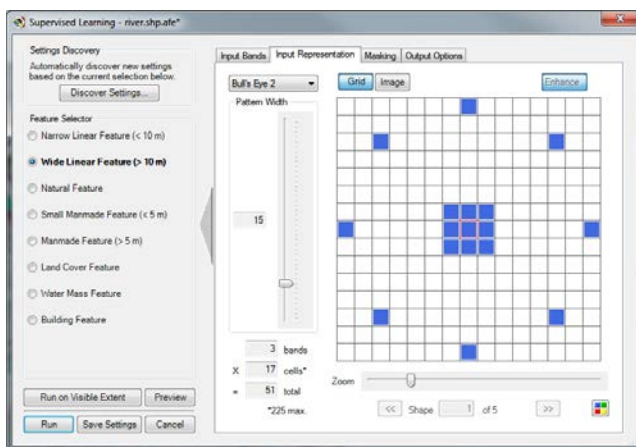 Supervised Learning - river.shp.afe*
Settings Discovery
Automatically discover new settings
based on the current selection below.
Discover Settings...
Feature Selector
Narrow Linear Feature (< 10 m)
Wide Linear Feature (> 10 m)
Natural Feature
Small Manmade Feature (< 5 m)
Manmade Feature (> 5 m)
Land Cover Feature
Water Mass Feature
Building Feature
Run on Visible Extent
Preview
Run
Save Settings
Cancel
Input Bands
Input Representation
Masking
Output Options
Bull's Eye 2
Grid
Image
Enhance
Pattern Width
15
3 bands
X 17 cells*
= 51 total
*225 max.
Zoom
<< Shape 1 of 5 >>